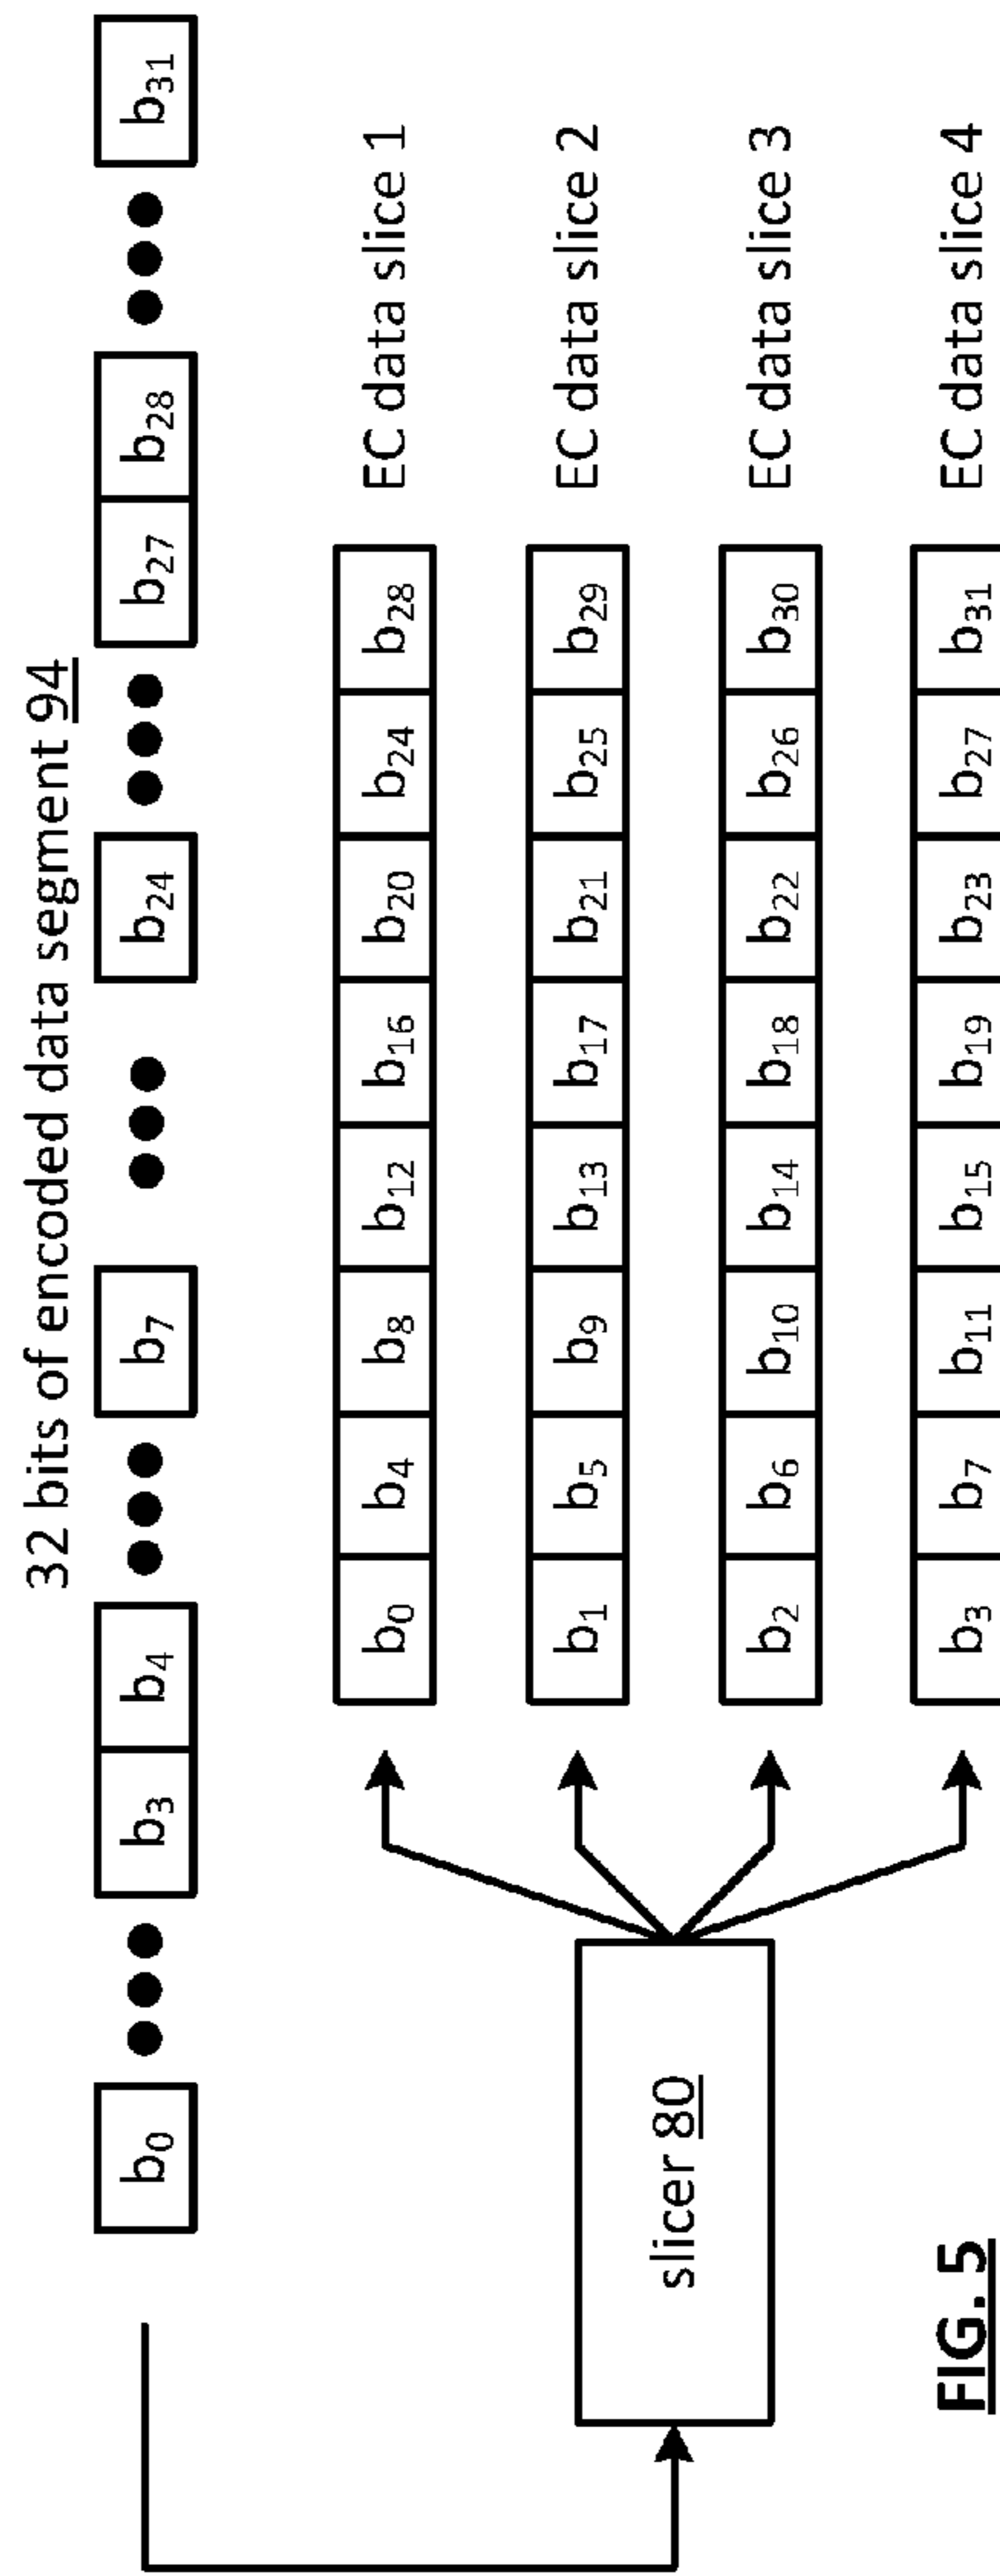 32 bits of encoded data segment 94
b0 ••• b3 b4 ••• b7 ••• b24 ••• b27 b28 ••• b31
b0 b4 b8 b12 b16 b20 b24 b28 EC data slice 1
b1 b5 b9 b13 b17 b21 b25 b29 EC data slice 2
slicer 80
b2 b6 b10 b14 b18 b22 b26 b30 EC data slice 3
b3 b7 b11 b15 b19 b23 b27 b31 EC data slice 4
FIG. 5